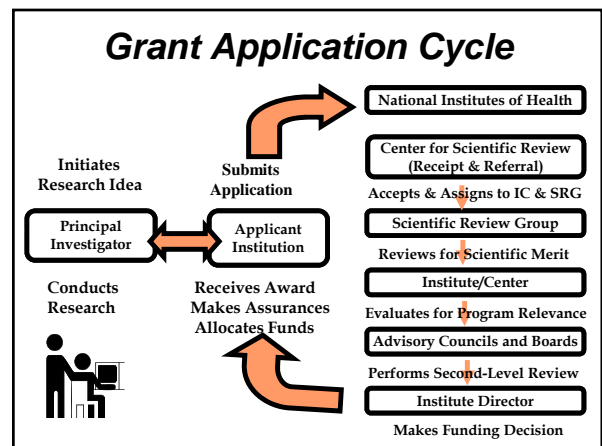 Grant Application Cycle
National Institutes of Health
Center for Scientific Review
(Receipt & Referral)
Initiates
Research Idea
Submits
Application
Accepts & Assigns to IC & SRG
Principal
Investigator
Applicant
Institution
Scientific Review Group
Reviews for Scientific Merit
Institute/Center
Conducts
Research
Receives Award
Makes Assurances
Allocates Funds
Evaluates for Program Relevance
Advisory Councils and Boards
Performs Second-Level Review
Institute Director
Makes Funding Decision